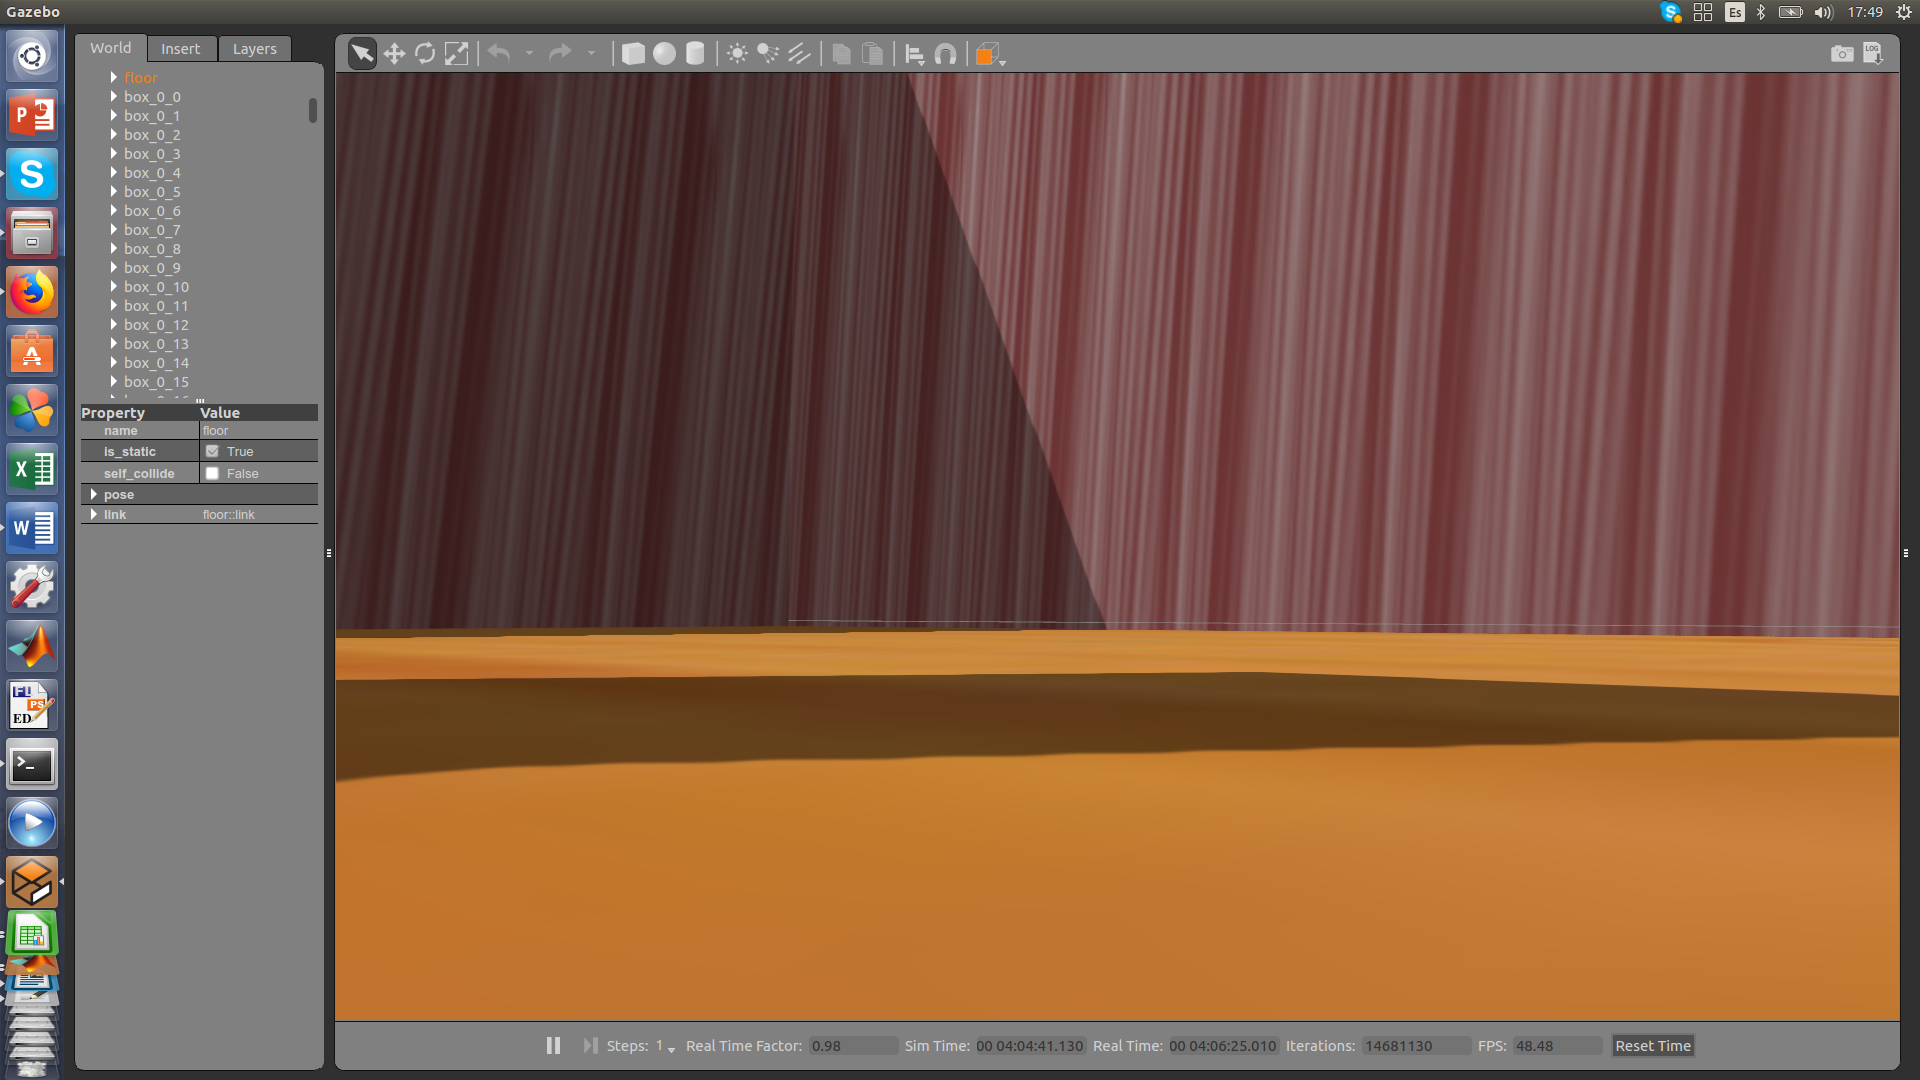 Gazebo
Es
17:49
World
Insert
Layers
LOG
floor
box_0_0
box_0_1
box_0_2
box_0_3
box_0_4
box_0_5
box_0_6
box_0_7
box_0_8
box_0_9
box_0_10
box_0_11
box_0_12
box_0_13
box_0_14
box_0_15
Property Value
name floor
is_static True
self_collide False
pose
link floor::link
P
S
A
X
W
FL
PS
ED
>_
Steps: 1 Real Time Factor: 0.98 Sim Time: 00 04:04:41.130 Real Time: 00 04:06:25.010 Iterations: 14681130 FPS: 48.48 Reset Time